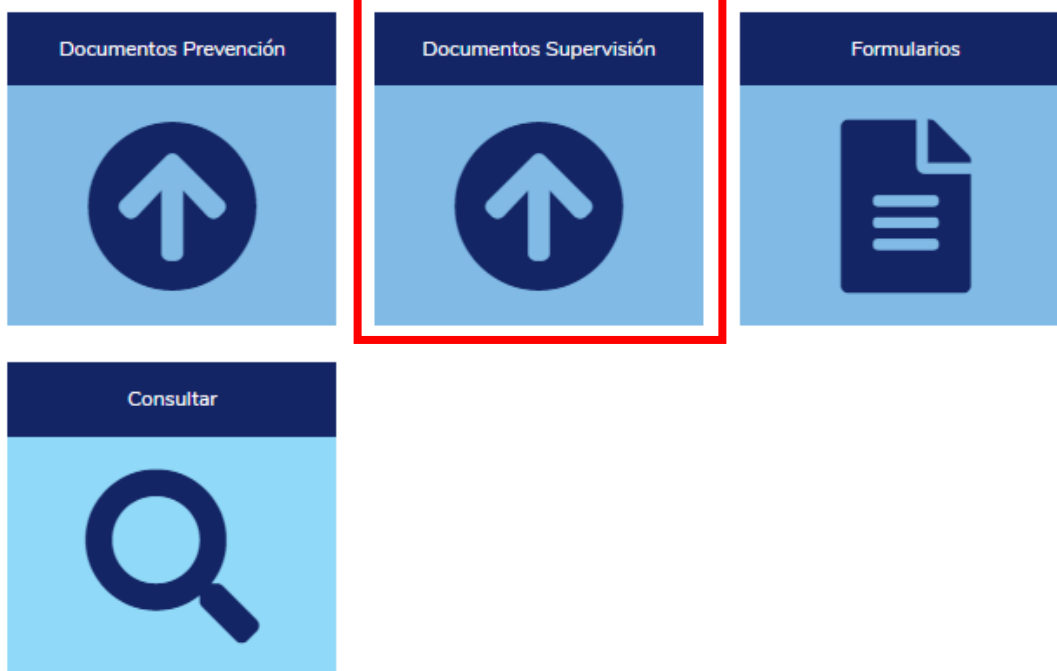 Documentos Prevención
Documentos Supervisión
Formularios
Consultar